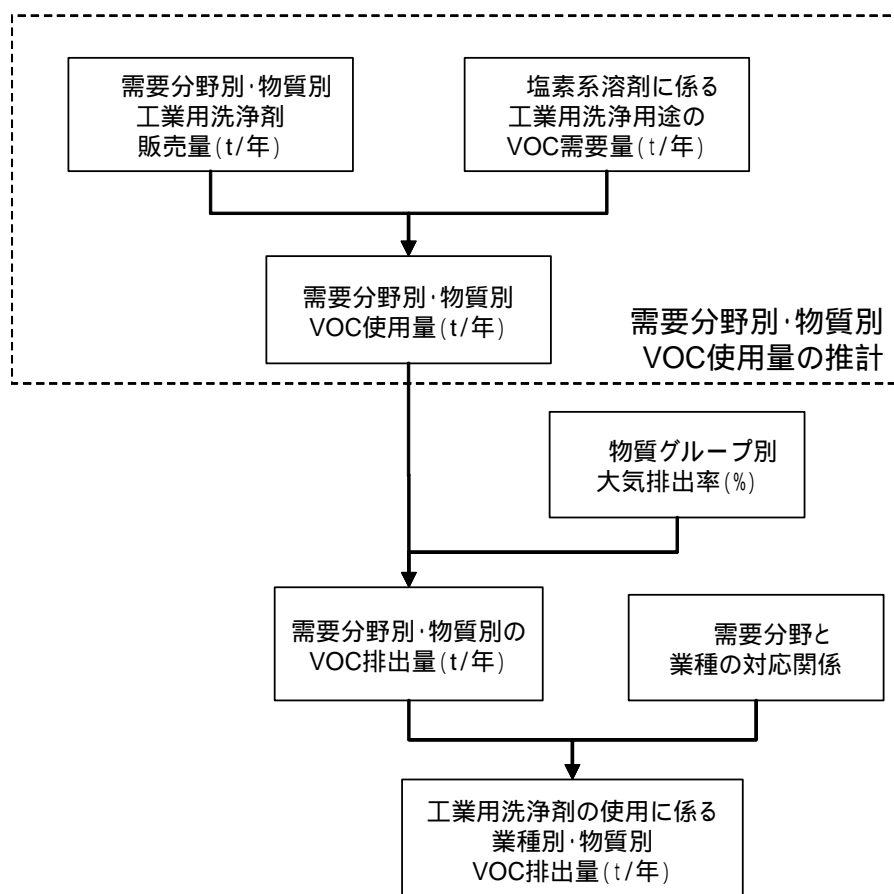 需要分野別・物質別
工業用洗浄剤
販売量(t/年)
塩素系溶剤に係る
工業用洗浄用途の
VOC需要量(t/年)
需要分野別・物質別
VOC使用量(t/年)
需要分野別・物質別
VOC使用量の推計
物質グループ別
大気排出率(%)
需要分野別・物質別の
VOC排出量(t/年)
需要分野と
業種の対応関係
工業用洗浄剤の使用に係る
業種別・物質別
VOC排出量(t/年)